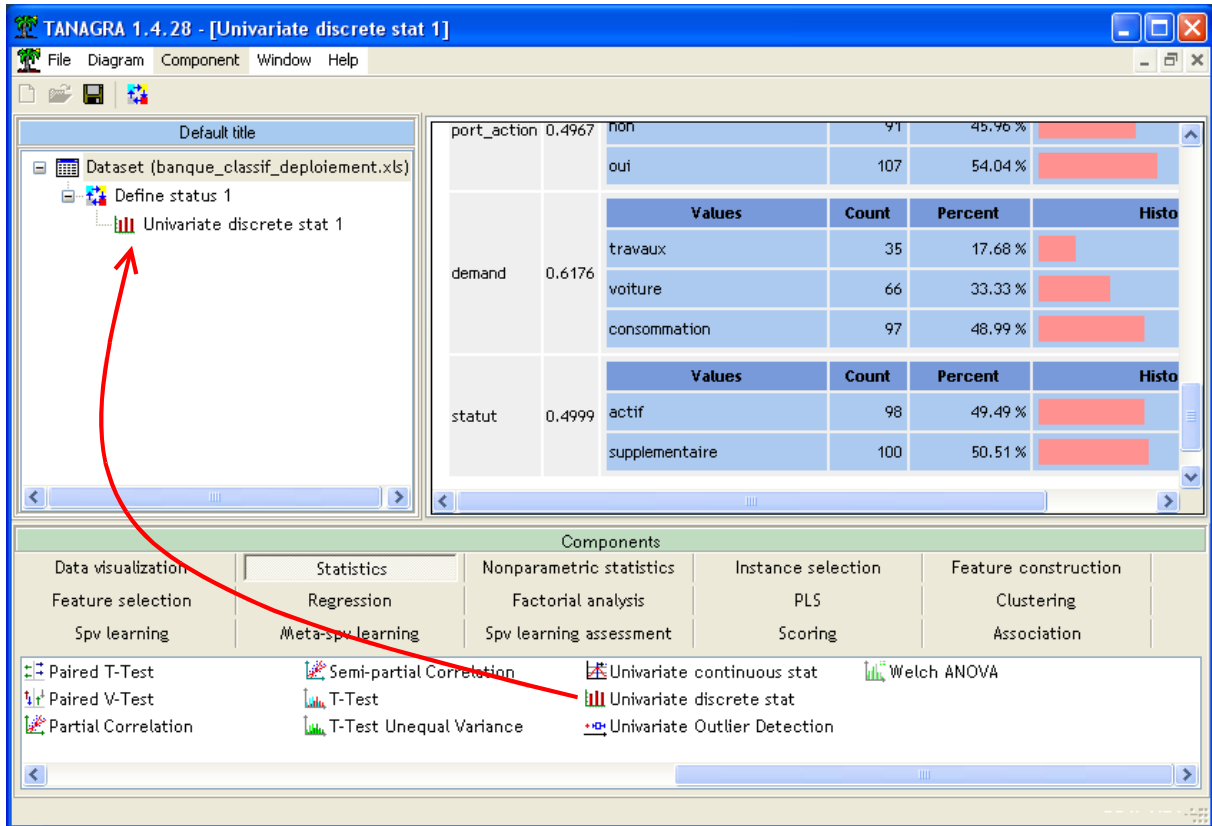 TANAGRA 1.4.28 - [Univariate discrete stat 1]
File Diagram Component Window Help
Default title
Dataset (banque_classif_deploiement.xls)
Define status 1
Univariate discrete stat 1
port_action 0.4967 non 91 45.96 %
oui 107 54.04 %
Values Count Percent Histo
demand 0.6176
travaux 35 17.68 %
voiture 66 33.33 %
consommation 97 48.99 %
Values Count Percent Histo
statut 0.4999
actif 98 49.49 %
supplementaire 100 50.51 %
Components
Data visualization Statistics Nonparametric statistics Instance selection Feature construction
Feature selection Regression Factorial analysis PLS Clustering
Spv learning Meta-spv learning Spv learning assessment Scoring Association
Paired T-Test Semi-partial Correlation Univariate continuous stat Welch ANOVA
Paired V-Test T-Test Univariate discrete stat
Partial Correlation T-Test Unequal Variance Univariate Outlier Detection